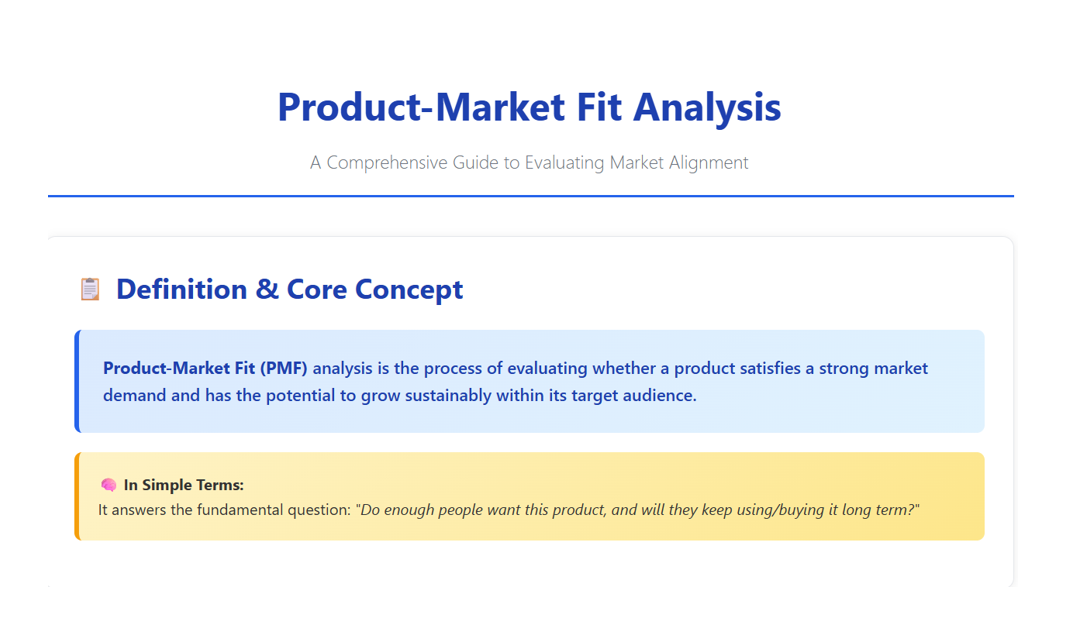 Product-Market Fit Analysis
A Comprehensive Guide to Evaluating Market Alignment
📋 Definition & Core Concept
Product-Market Fit (PMF) analysis is the process of evaluating whether a product satisfies a strong market
demand and has the potential to grow sustainably within its target audience.
🧠 In Simple Terms:
It answers the fundamental question: "Do enough people want this product, and will they keep using/buying it long term?"